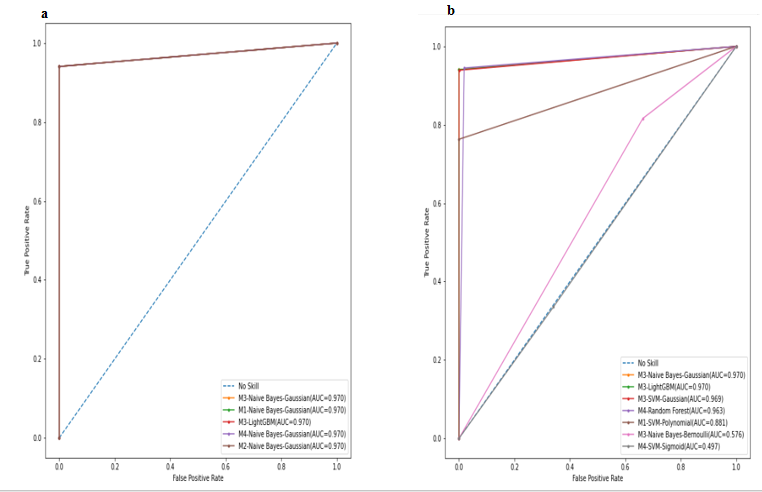 a
1.0
0.8
0.6
0.4
0.2
0.0
True Positive Rate
0.0 0.2 0.4 0.6 0.8 1.0
False Positive Rate
No Skill
M3-Naive Bayes-Gaussian(AUC=0.970)
M1-Naive Bayes-Gaussian(AUC=0.970)
M3-LightGBM(AUC=0.970)
M4-Naive Bayes-Gaussian(AUC=0.970)
M2-Naive Bayes-Gaussian(AUC=0.970)
b
1.0
0.8
0.6
0.4
0.2
0.0
True Positive Rate
0.0 0.2 0.4 0.6 0.8 1.0
False Positive Rate
No Skill
M3-Naive Bayes-Gaussian(AUC=0.970)
M3-LightGBM(AUC=0.970)
M3-SVM-Gaussian(AUC=0.969)
M4-Random Forest(AUC=0.963)
M1-SVM-Polynomial(AUC=0.881)
M3-Naive Bayes-Bernoulli(AUC=0.576)
M4-SVM-Sigmoid(AUC=0.497)